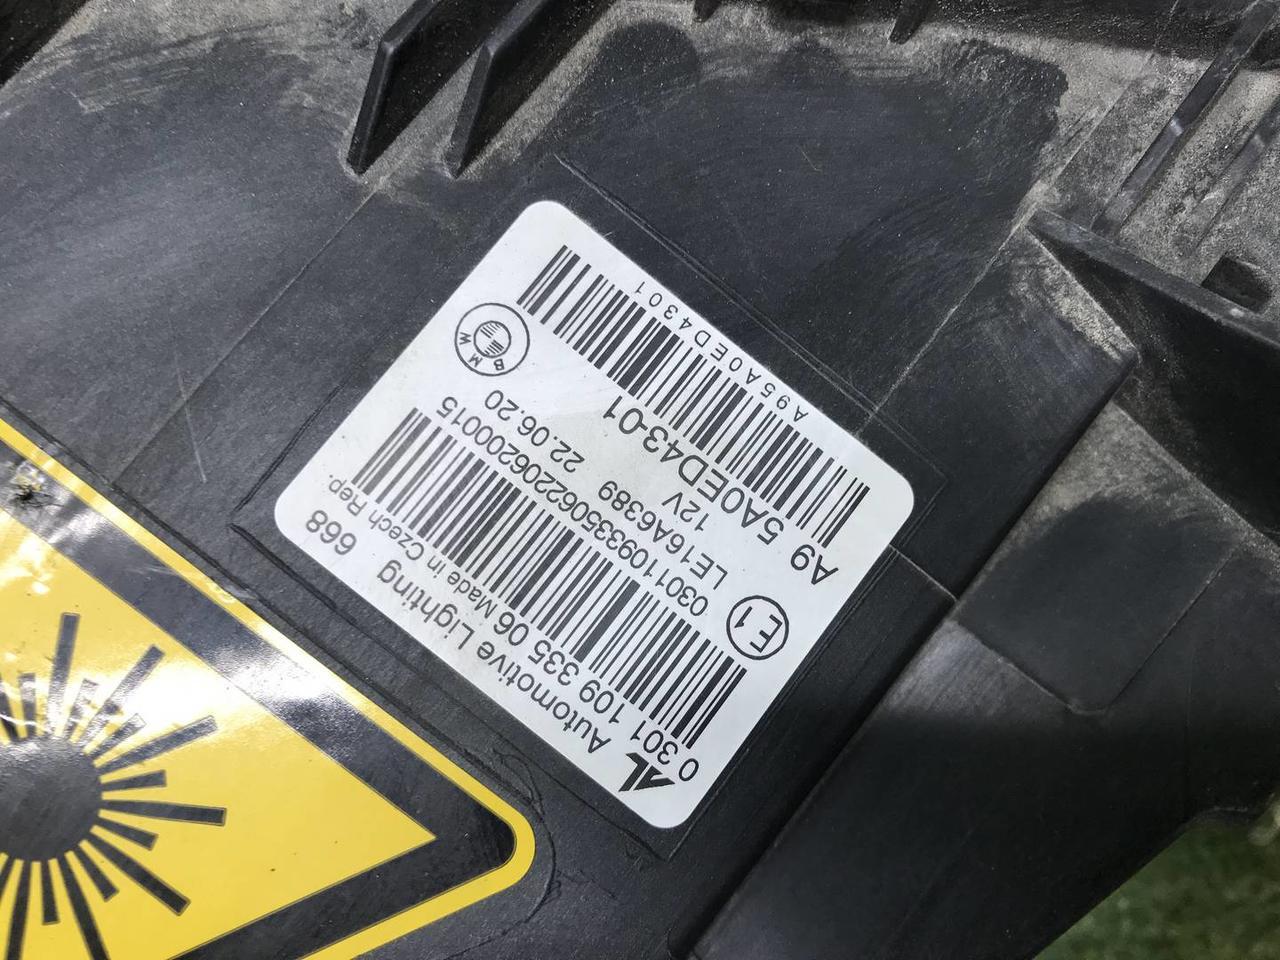 Automotive Lighting 668
0 301 109 335 06 Made in Czech Rep.
0301109335062206200015
E1
LE16A6389 22.06.20
12V
BMW
A9 5A0ED43-01
A95A0ED4301